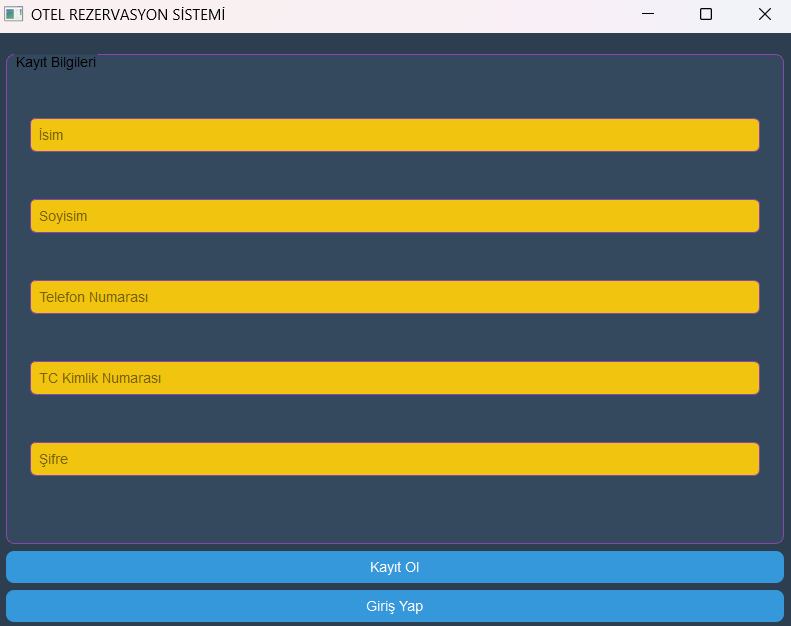 OTEL REZERVASYON SİSTEMİ
Kayıt Bilgileri
İsim
Soyisim
Telefon Numarası
TC Kimlik Numarası
Şifre
Kayıt Ol
Giriş Yap